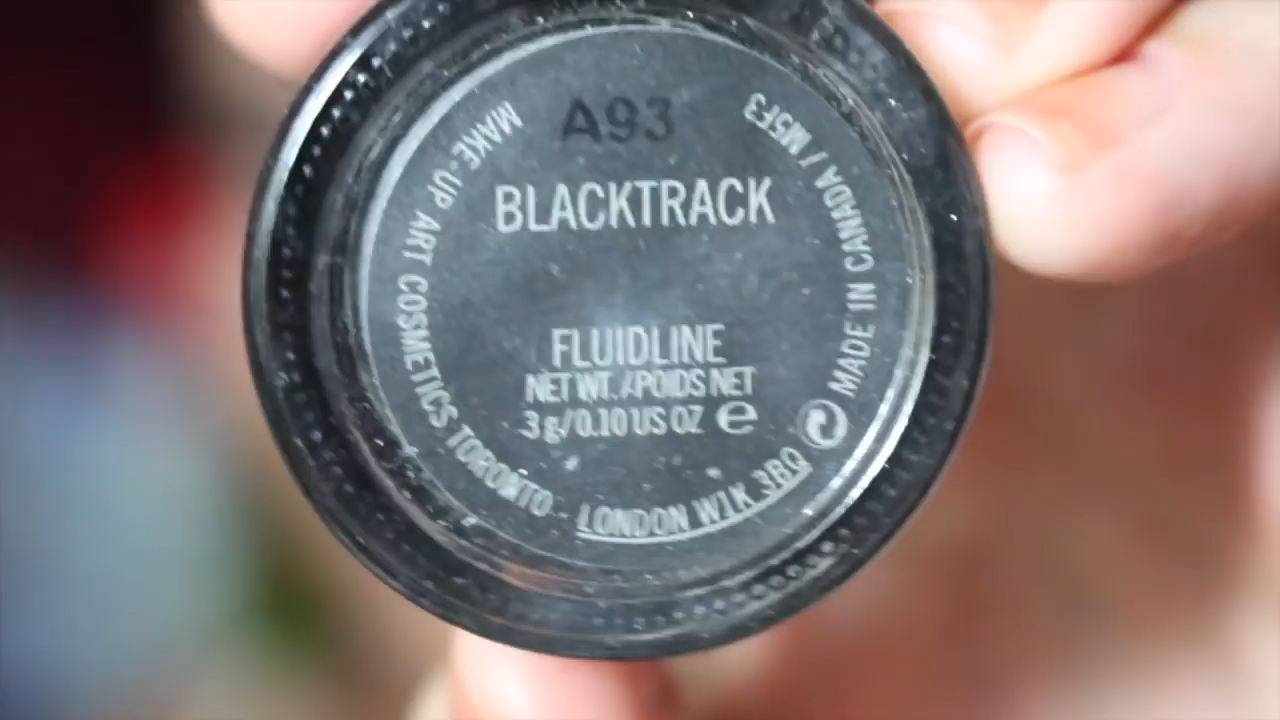 A93
BLACKTRACK
FLUIDLINE
NET WT. / POIDS NET
3 g/0.10 US OZ e
MAKE-UP ART COSMETICS TORONTO - LONDON W1K 3BQ
MADE IN CANADA / M5F3